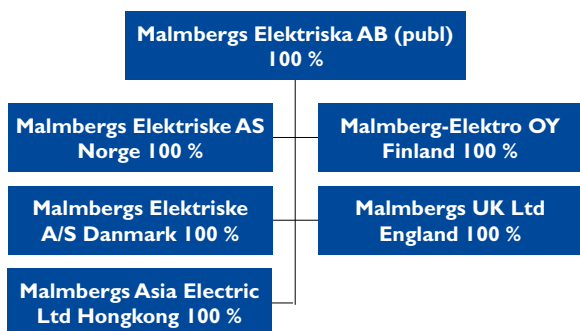 Malmbergs Elektriska AB (publ)
100 %
Malmbergs Elektriske AS
Norge 100 %
Malmberg-Elektro OY
Finland 100 %
Malmbergs Elektriske
A/S Danmark 100 %
Malmbergs UK Ltd
England 100 %
Malmbergs Asia Electric
Ltd Hongkong 100 %